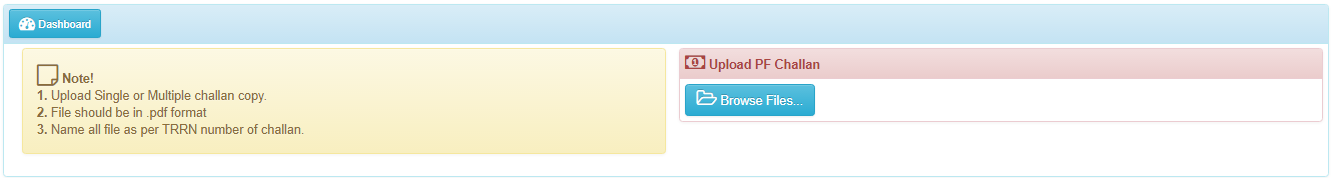 Dashboard
Note!
1. Upload Single or Multiple challan copy.
2. File should be in .pdf format
3. Name all file as per TRRN number of challan.
Upload PF Challan
Browse Files...